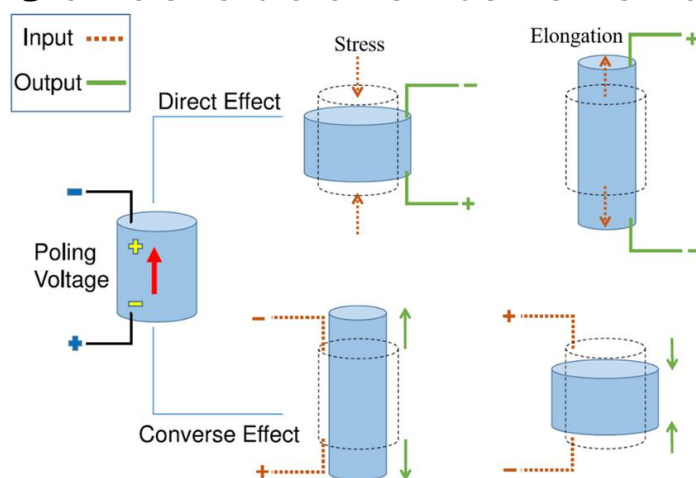 Input
Output
Stress
Elongation
Direct Effect
-
+
+
-
-
+
Poling
Voltage
-
+
Converse Effect
-
+
+
-